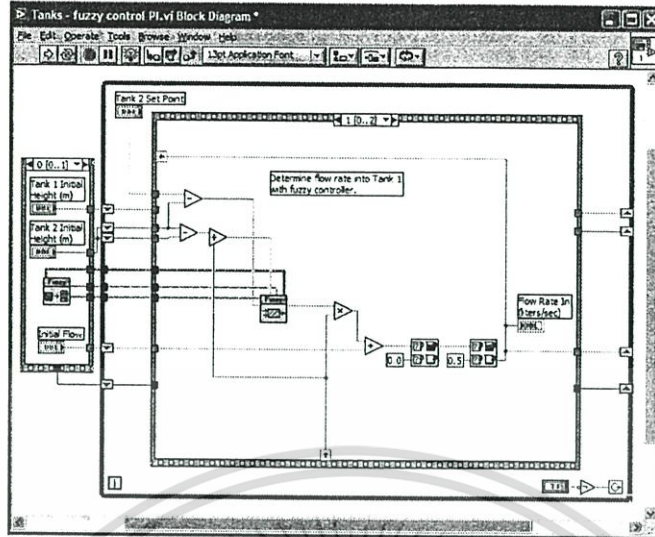 Tanks - fuzzy control PI.vi Block Diagram *
File Edit Operate Tools Browse Window Help
13pt Application Font
1
Tank 2 Set Point
1 [0..2]
0 [0..1]
Tank 1 Initial
Height (m)
Tank 2 Initial
Height (m)
Determine flow rate into Tank 1
with fuzzy controller.
Flow Rate In
(liters/sec)
Initial Flow
0.0
0.5
i